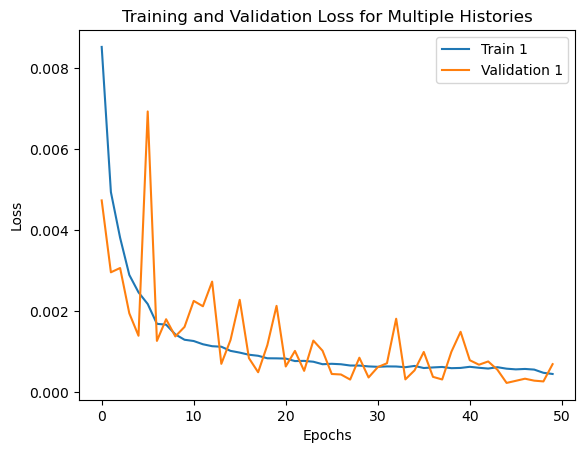 Training and Validation Loss for Multiple Histories
Train 1
Validation 1
0.008
0.006
0.004
0.002
0.000
Loss
0
10
20
30
40
50
Epochs